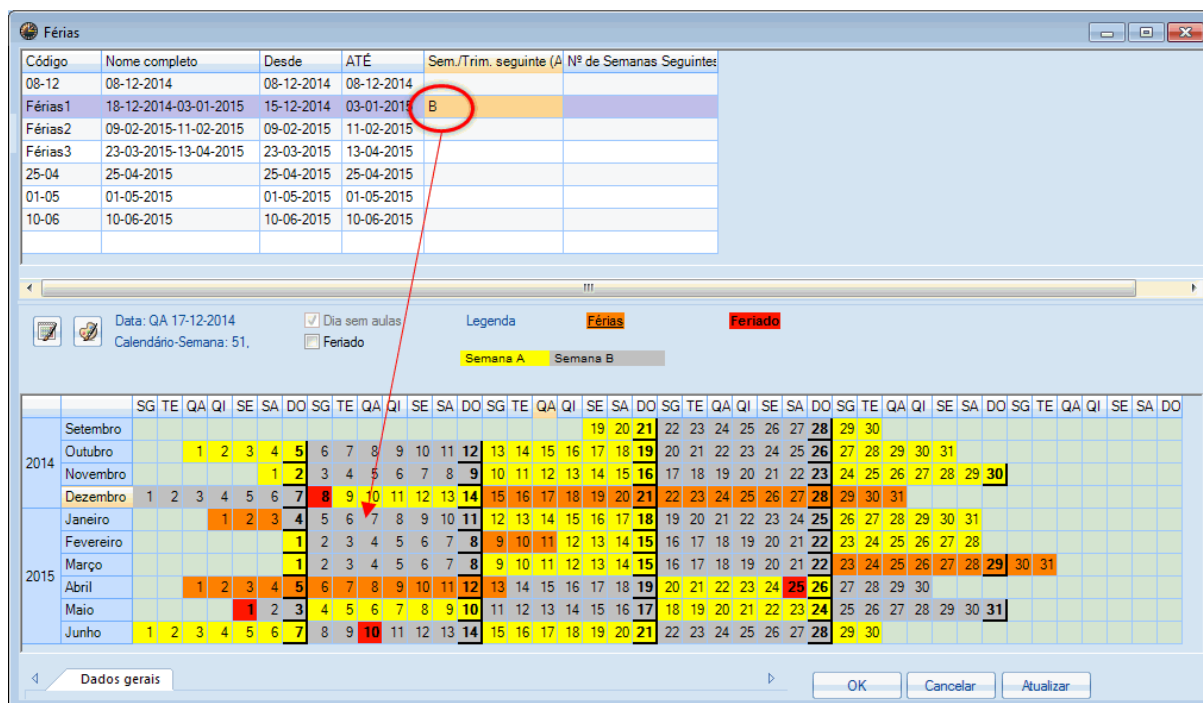 Férias
Código Nome completo Desde ATÉ Sem./Trim. seguinte (A Nº de Semanas Seguintes
08-12 08-12-2014 08-12-2014 08-12-2014
Férias1 18-12-2014-03-01-2015 15-12-2014 03-01-2015 B
Férias2 09-02-2015-11-02-2015 09-02-2015 11-02-2015
Férias3 23-03-2015-13-04-2015 23-03-2015 13-04-2015
25-04 25-04-2015 25-04-2015 25-04-2015
01-05 01-05-2015 01-05-2015 01-05-2015
10-06 10-06-2015 10-06-2015 10-06-2015
Data: QA 17-12-2014 Dia sem aulas Legenda Férias Feriado
Calendário-Semana: 51, Feriado
Semana A Semana B
SG TE QA QI SE SA DO SG TE QA QI SE SA DO SG TE QA QI SE SA DO SG TE QA QI SE SA DO SG TE QA QI SE SA DO SG TE QA QI SE SA DO
Setembro 19 20 21 22 23 24 25 26 27 28 29 30
2014 Outubro 1 2 3 4 5 6 7 8 9 10 11 12 13 14 15 16 17 18 19 20 21 22 23 24 25 26 27 28 29 30 31
Novembro 1 2 3 4 5 6 7 8 9 10 11 12 13 14 15 16 17 18 19 20 21 22 23 24 25 26 27 28 29 30
Dezembro 1 2 3 4 5 6 7 8 9 10 11 12 13 14 15 16 17 18 19 20 21 22 23 24 25 26 27 28 29 30 31
Janeiro 1 2 3 4 5 6 7 8 9 10 11 12 13 14 15 16 17 18 19 20 21 22 23 24 25 26 27 28 29 30 31
Fevereiro 1 2 3 4 5 6 7 8 9 10 11 12 13 14 15 16 17 18 19 20 21 22 23 24 25 26 27 28
2015 Março 1 2 3 4 5 6 7 8 9 10 11 12 13 14 15 16 17 18 19 20 21 22 23 24 25 26 27 28 29 30 31
Abril 1 2 3 4 5 6 7 8 9 10 11 12 13 14 15 16 17 18 19 20 21 22 23 24 25 26 27 28 29 30
Maio 1 2 3 4 5 6 7 8 9 10 11 12 13 14 15 16 17 18 19 20 21 22 23 24 25 26 27 28 29 30 31
Junho 1 2 3 4 5 6 7 8 9 10 11 12 13 14 15 16 17 18 19 20 21 22 23 24 25 26 27 28 29 30
Dados gerais OK Cancelar Atualizar